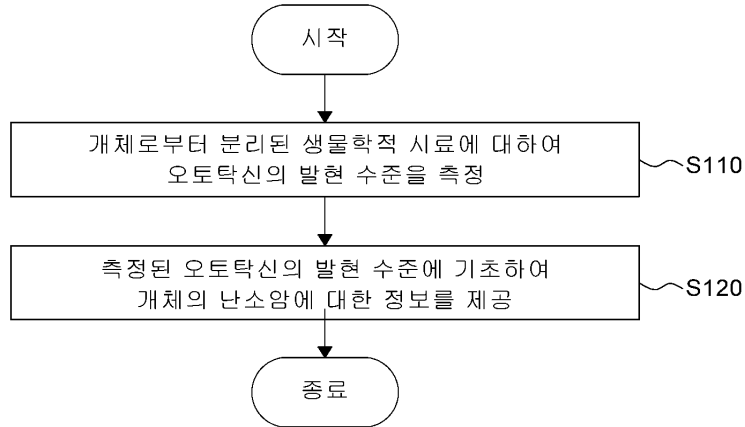 시작
개체로부터 분리된 생물학적 시료에 대하여
오토탁신의 발현 수준을 측정
S110
측정된 오토탁신의 발현 수준에 기초하여
개체의 난소암에 대한 정보를 제공
S120
종료